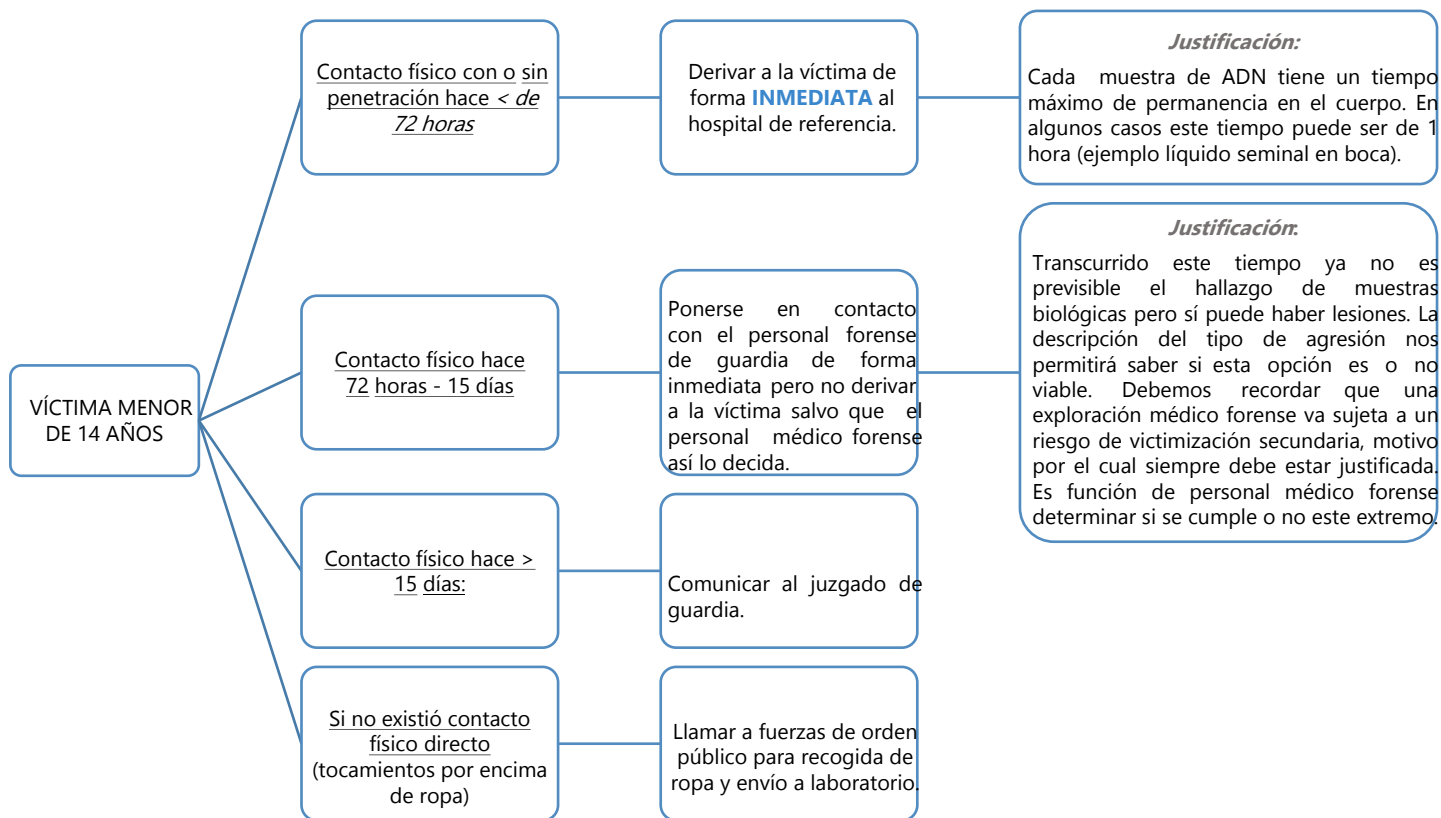 VÍCTIMA MENOR
DE 14 AÑOS
Contacto físico con o sin
penetración hace < de
72 horas
Derivar a la víctima de
forma INMEDIATA al
hospital de referencia.
Justificación:
Cada muestra de ADN tiene un tiempo
máximo de permanencia en el cuerpo. En
algunos casos este tiempo puede ser de 1
hora (ejemplo líquido seminal en boca).
Contacto físico hace
72 horas - 15 días
Ponerse en contacto
con el personal forense
de guardia de forma
inmediata pero no derivar
a la víctima salvo que el
personal médico forense
así lo decida.
Justificación:
Transcurrido este tiempo ya no es
previsible el hallazgo de muestras
biológicas pero sí puede haber lesiones. La
descripción del tipo de agresión nos
permitirá saber si esta opción es o no
viable. Debemos recordar que una
exploración médico forense va sujeta a un
riesgo de victimización secundaria, motivo
por el cual siempre debe estar justificada.
Es función de personal médico forense
determinar si se cumple o no este extremo.
Contacto físico hace >
15 días:
Comunicar al juzgado de
guardia.
Si no existió contacto
físico directo
(tocamientos por encima
de ropa)
Llamar a fuerzas de orden
público para recogida de
ropa y envío a laboratorio.